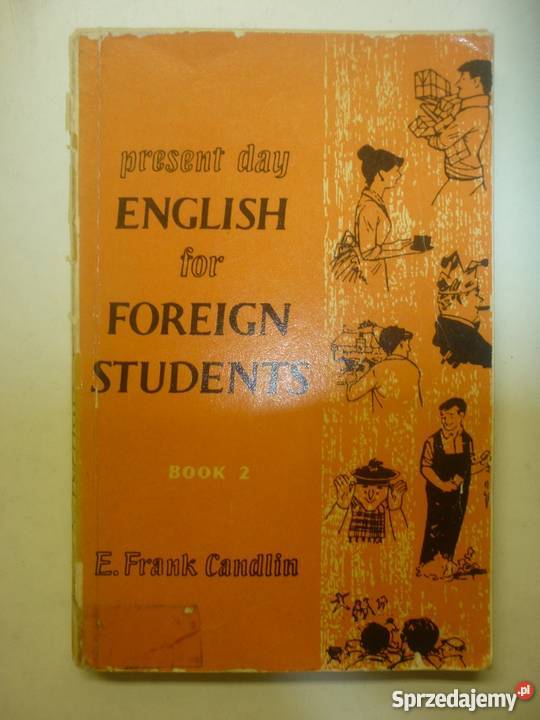 present day
ENGLISH
for
FOREIGN
STUDENTS
BOOK 2
E. Frank Candlin
Sprzedajemy.pl